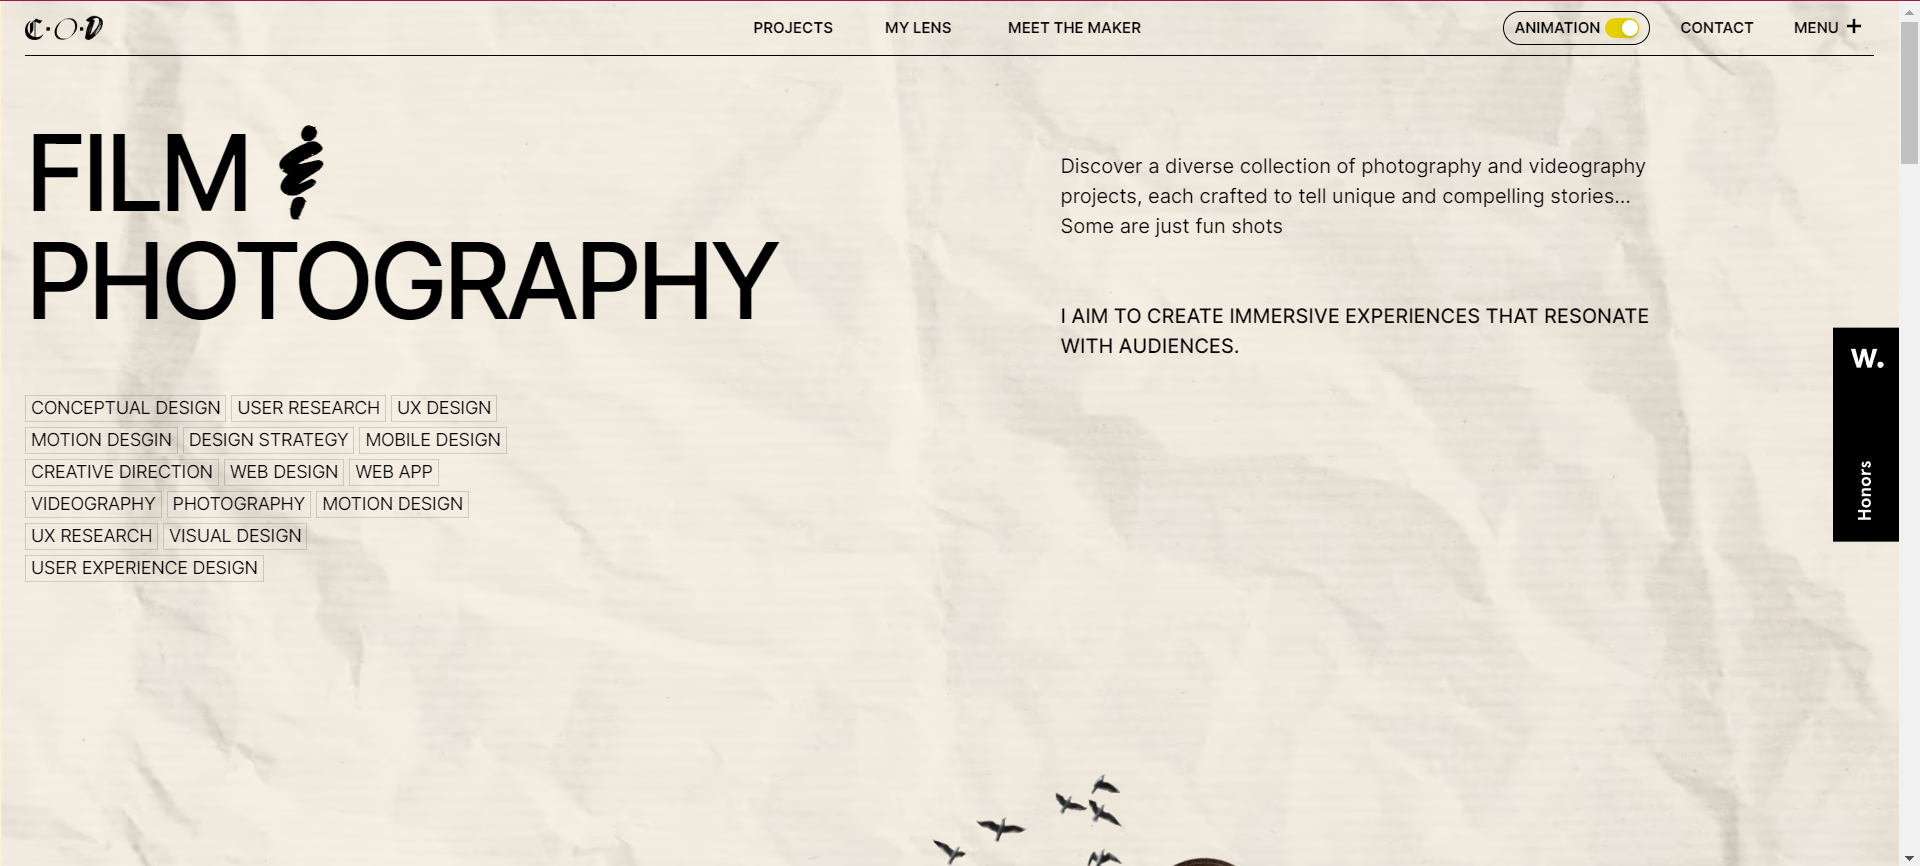 C·O·D
PROJECTS
MY LENS
MEET THE MAKER
ANIMATION
CONTACT
MENU +
FILM
PHOTOGRAPHY
Discover a diverse collection of photography and videography
projects, each crafted to tell unique and compelling stories...
Some are just fun shots
I AIM TO CREATE IMMERSIVE EXPERIENCES THAT RESONATE
WITH AUDIENCES.
CONCEPTUAL DESIGN USER RESEARCH UX DESIGN
MOTION DESGIN DESIGN STRATEGY MOBILE DESIGN
CREATIVE DIRECTION WEB DESIGN WEB APP
VIDEOGRAPHY PHOTOGRAPHY MOTION DESIGN
UX RESEARCH VISUAL DESIGN
USER EXPERIENCE DESIGN
W.
Honors